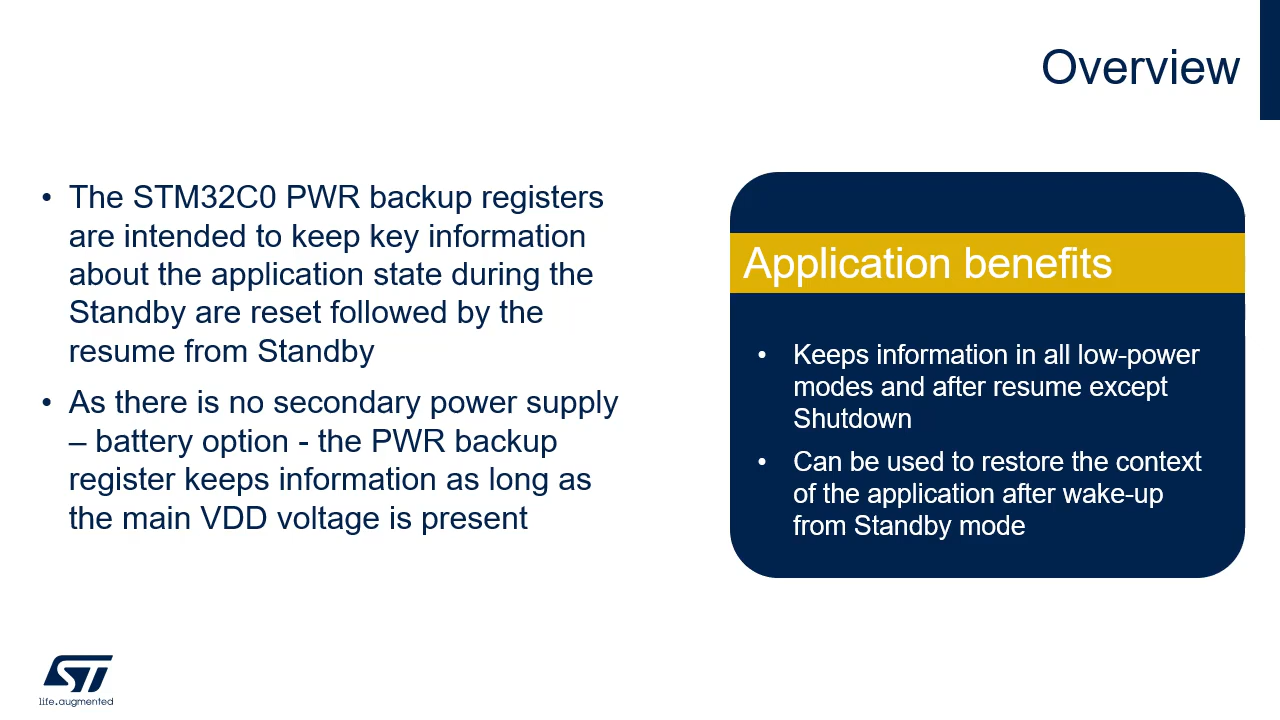 Overview
• The STM32C0 PWR backup registers
are intended to keep key information
about the application state during the
Standby are reset followed by the
resume from Standby
• As there is no secondary power supply
– battery option - the PWR backup
register keeps information as long as
the main VDD voltage is present
Application benefits
• Keeps information in all low-power
modes and after resume except
Shutdown
• Can be used to restore the context
of the application after wake-up
from Standby mode
ST
life.augmented